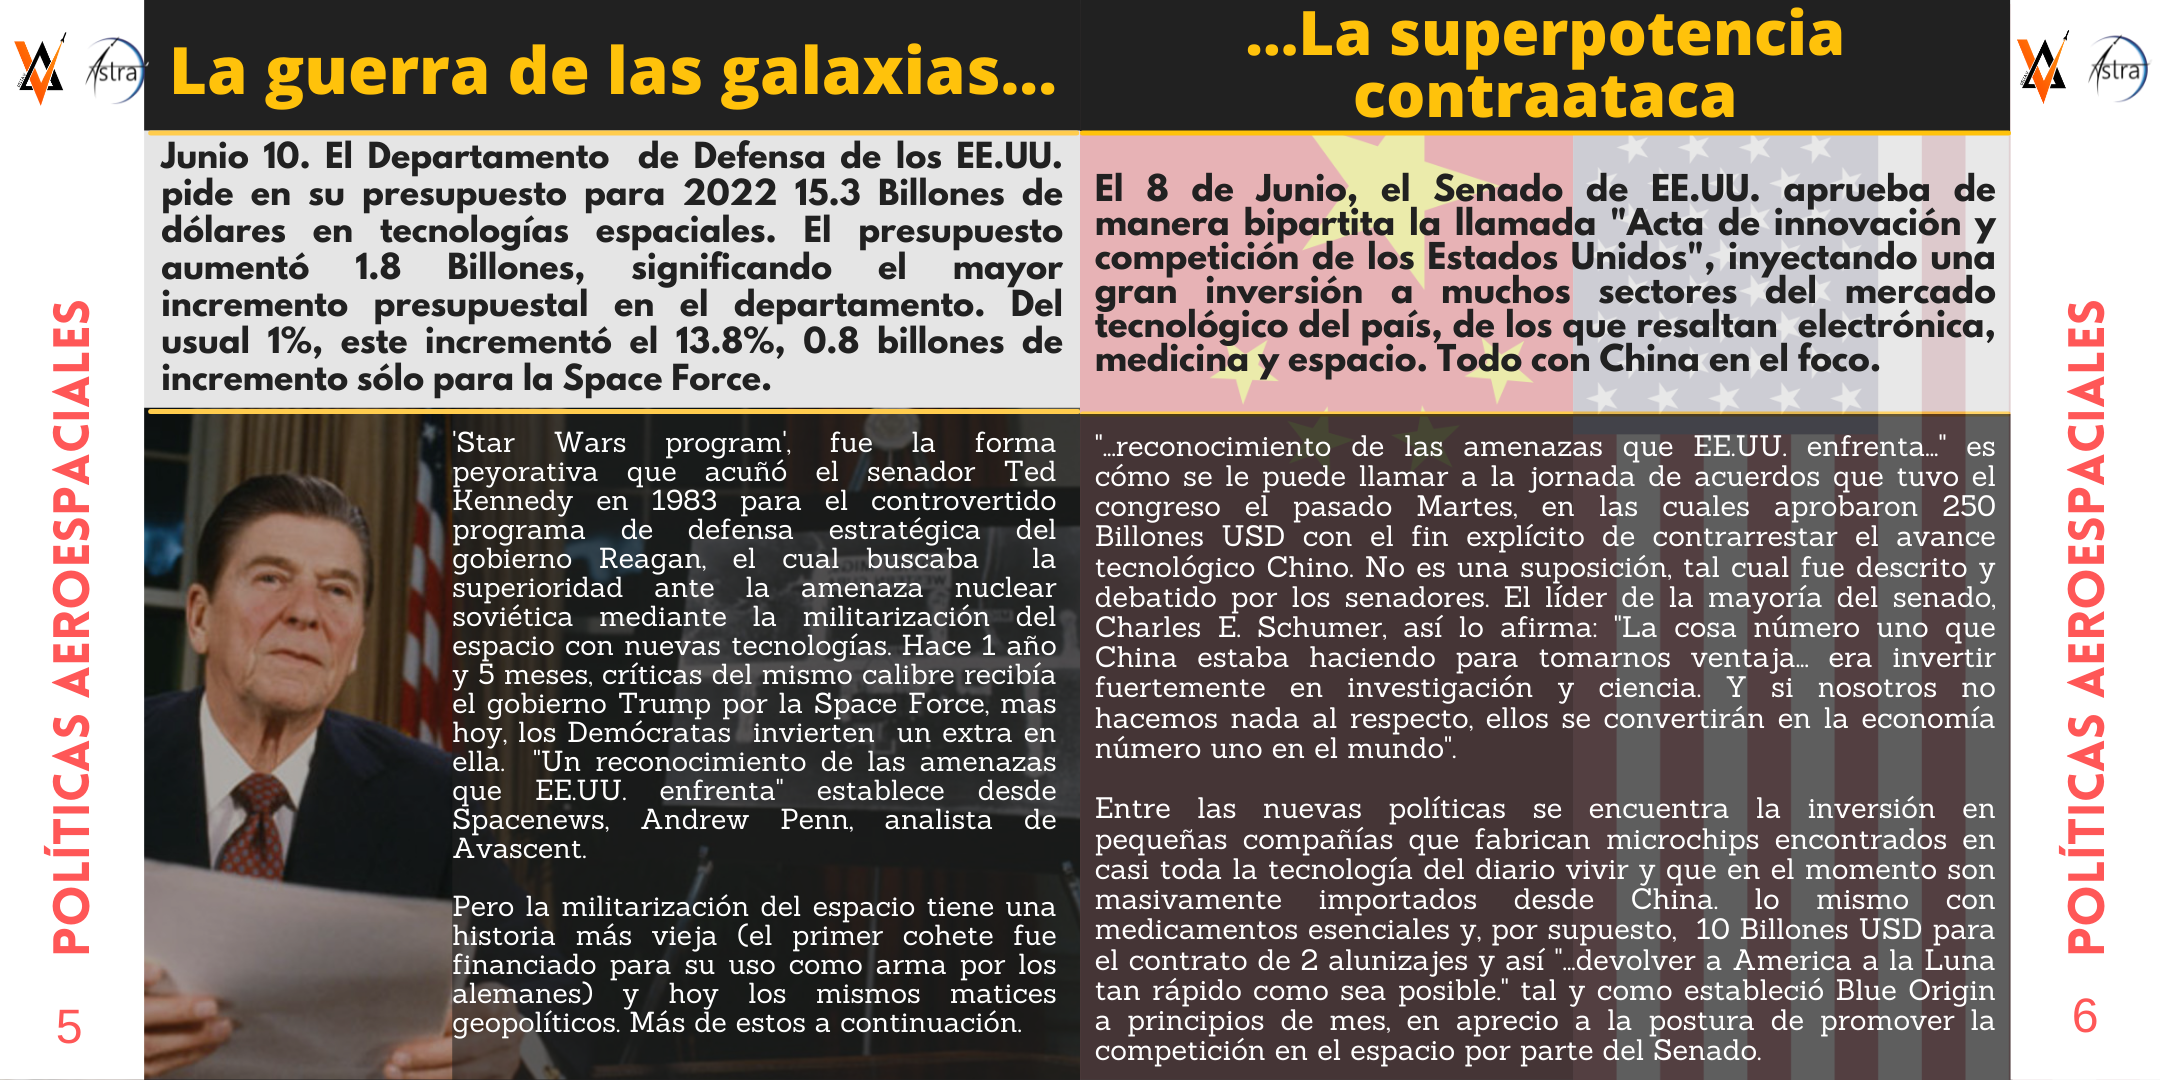 Astra
La guerra de las galaxias...
Junio 10. El Departamento de Defensa de los EE.UU.
pide en su presupuesto para 2022 15.3 Billones de
dólares en tecnologías espaciales. El presupuesto
aumentó 1.8 Billones, significando el mayor
incremento presupuestal en el departamento. Del
usual 1%, este incrementó el 13.8%, 0.8 billones de
incremento sólo para la Space Force.
'Star Wars program', fue la forma
peyorativa que acuñó el senador Ted
Kennedy en 1983 para el controvertido
programa de defensa estratégica del
gobierno Reagan, el cual buscaba la
superioridad ante la amenaza nuclear
soviética mediante la militarización del
espacio con nuevas tecnologías. Hace 1 año
y 5 meses, críticas del mismo calibre recibía
el gobierno Trump por la Space Force, mas
hoy, los Demócratas invierten un extra en
ella. "Un reconocimiento de las amenazas
que EE.UU. enfrenta" establece desde
Spacenews, Andrew Penn, analista de
Avascent.
Pero la militarización del espacio tiene una
historia más vieja (el primer cohete fue
financiado para su uso como arma por los
alemanes) y hoy los mismos matices
geopolíticos. Más de estos a continuación.
POLÍTICAS AEROESPACIALES
5
...La superpotencia
contraataca
El 8 de Junio, el Senado de EE.UU. aprueba de
manera bipartita la llamada "Acta de innovación y
competición de los Estados Unidos", inyectando una
gran inversión a muchos sectores del mercado
tecnológico del país, de los que resaltan electrónica,
medicina y espacio. Todo con China en el foco.
"...reconocimiento de las amenazas que EE.UU. enfrenta..." es
cómo se le puede llamar a la jornada de acuerdos que tuvo el
congreso el pasado Martes, en las cuales aprobaron 250
Billones USD con el fin explícito de contrarrestar el avance
tecnológico Chino. No es una suposición, tal cual fue descrito y
debatido por los senadores. El líder de la mayoría del senado,
Charles E. Schumer, así lo afirma: "La cosa número uno que
China estaba haciendo para tomarnos ventaja... era invertir
fuertemente en investigación y ciencia. Y si nosotros no
hacemos nada al respecto, ellos se convertirán en la economía
número uno en el mundo".
Entre las nuevas políticas se encuentra la inversión en
pequeñas compañías que fabrican microchips encontrados en
casi toda la tecnología del diario vivir y que en el momento son
masivamente importados desde China. lo mismo con
medicamentos esenciales y, por supuesto, 10 Billones USD para
el contrato de 2 alunizajes y así "...devolver a America a la Luna
tan rápido como sea posible." tal y como estableció Blue Origin
a principios de mes, en aprecio a la postura de promover la
competición en el espacio por parte del Senado.
Astra
POLÍTICAS AEROESPACIALES
6